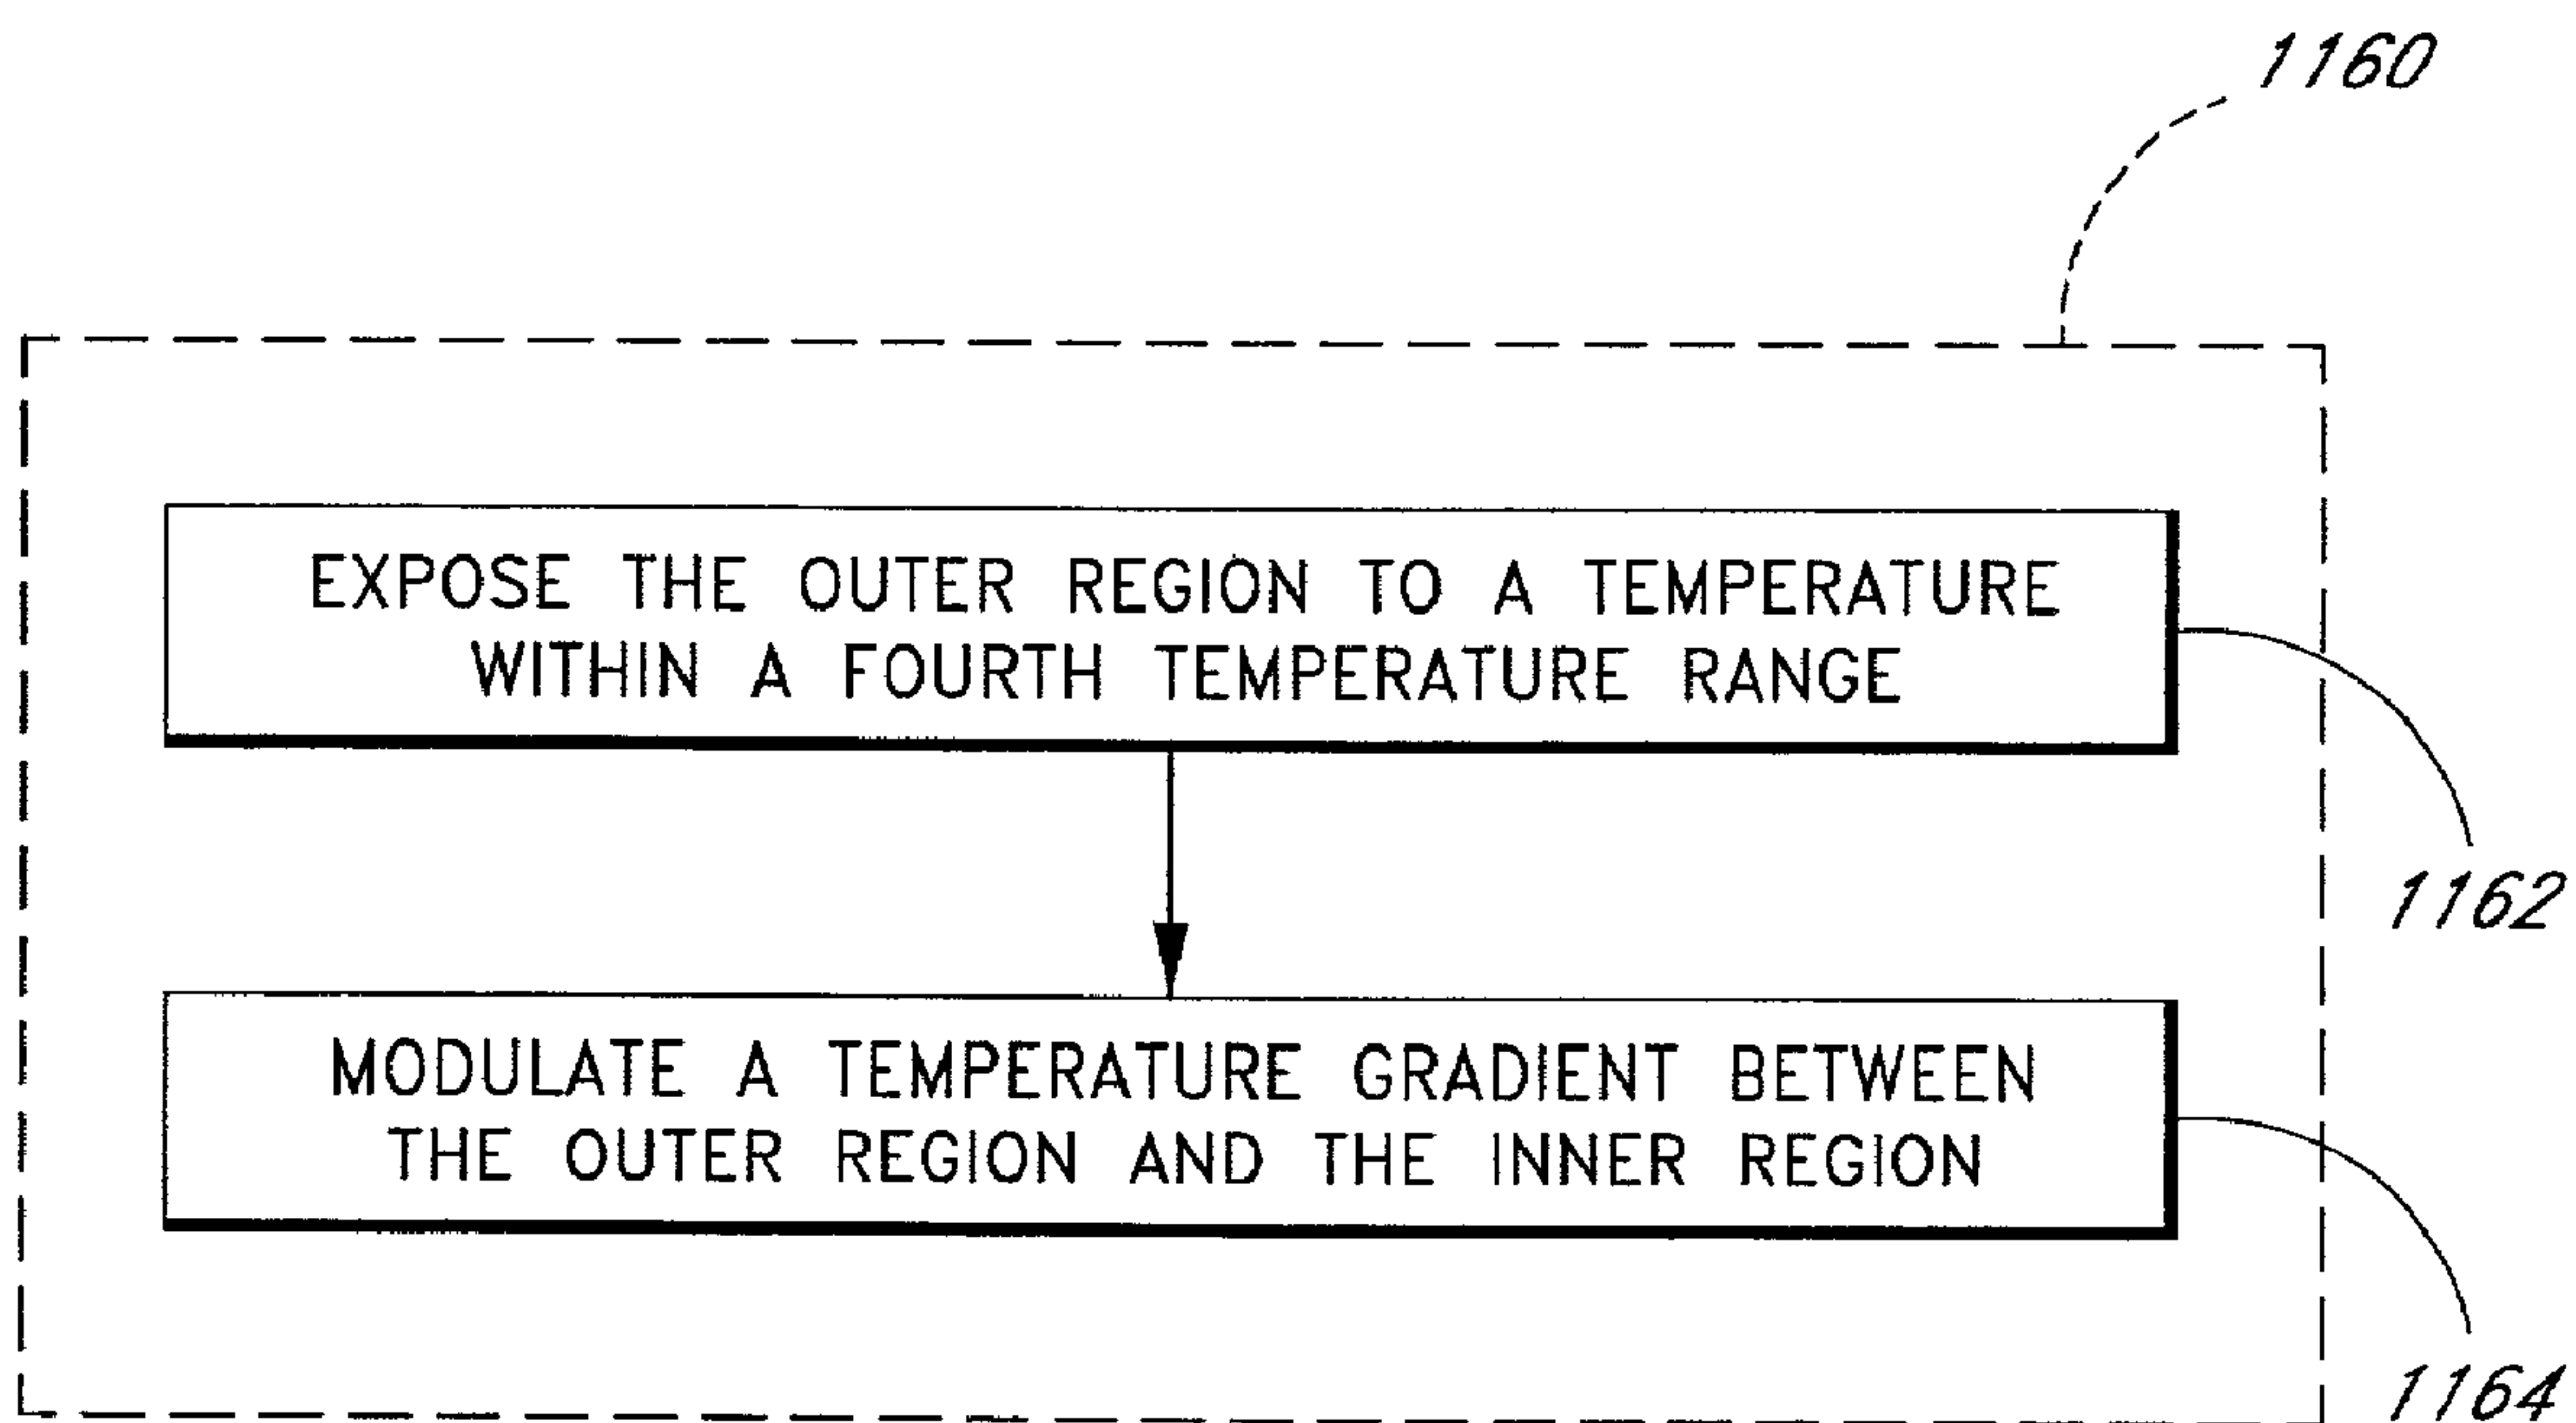 1160
EXPOSE THE OUTER REGION TO A TEMPERATURE
WITHIN A FOURTH TEMPERATURE RANGE
1162
MODULATE A TEMPERATURE GRADIENT BETWEEN
THE OUTER REGION AND THE INNER REGION
1164